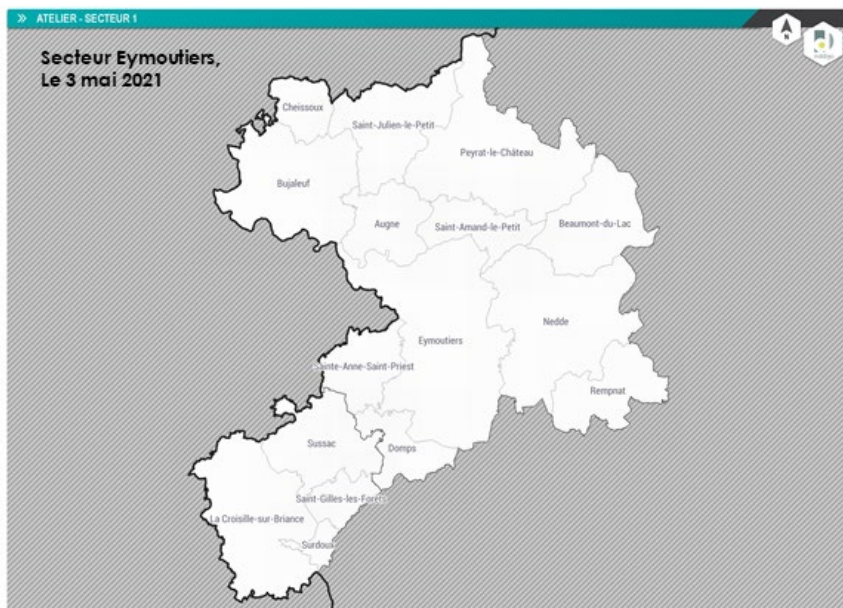 ATELIER - SECTEUR 1
Secteur Eymoutiers,
Le 3 mai 2021
N
Cheissoux
Saint-Julien-le-Petit
Peyrat-le-Château
Bujaleuf
Augne
Saint-Amand-le-Petit
Beaumont-du-Lac
Nedde
Eymoutiers
Sainte-Anne-Saint-Priest
Rempnat
Sussac
Domps
Saint-Gilles-les-Forêts
La Croisille-sur-Briance
Surdoux